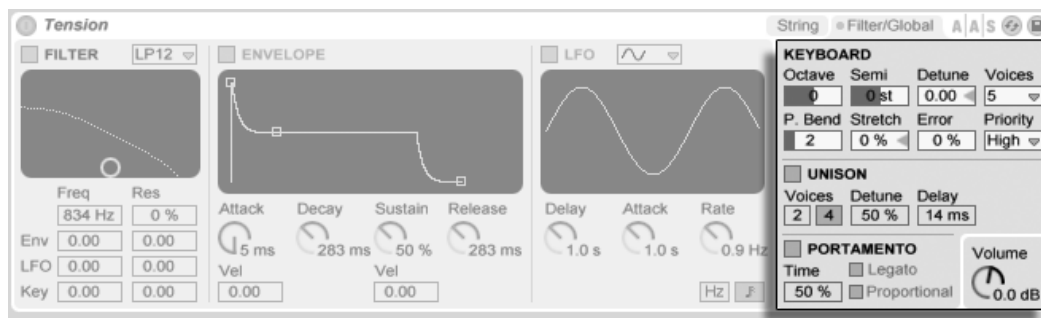 Tension
String Filter/Global A A S
FILTER LP12
Freq Res
834 Hz 0 %
Env 0.00 0.00
LFO 0.00 0.00
Key 0.00 0.00
ENVELOPE
Attack Decay Sustain Release
5 ms 283 ms 50 % 283 ms
Vel Vel
0.00 0.00
LFO
Delay Attack Rate
1.0 s 1.0 s 0.9 Hz
Hz
KEYBOARD
Octave Semi Detune Voices
0 0 st 0.00 5
P. Bend Stretch Error Priority
2 0 % 0 % High
UNISON
Voices Detune Delay
2 4 50 % 14 ms
PORTAMENTO
Time Legato
50 % Proportional
Volume
0.0 dB